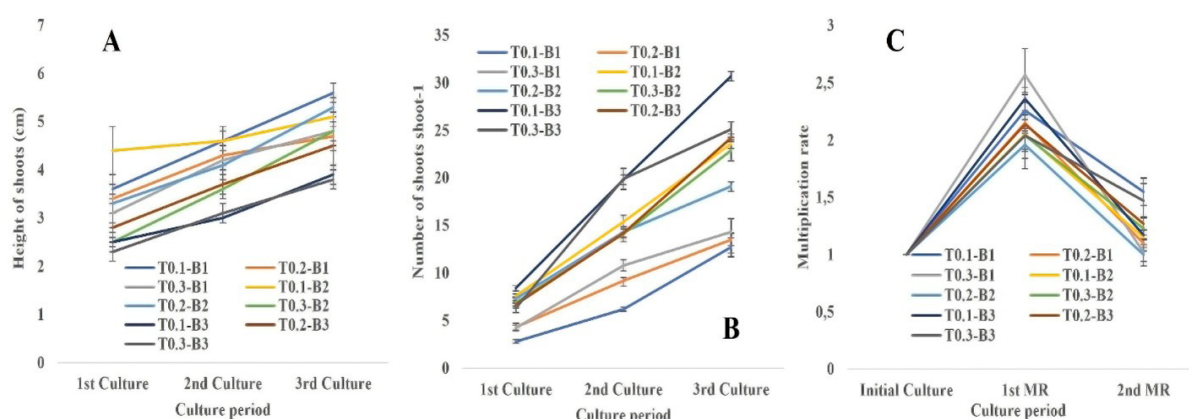 A
Height of shoots (cm)
7
6
5
4
3
2
1
0
T0.1-B1 T0.2-B1
T0.3-B1 T0.1-B2
T0.2-B2 T0.3-B2
T0.1-B3 T0.2-B3
T0.3-B3
1st Culture 2nd Culture 3rd Culture
Culture period
B
Number of shoots shoot-1
35
30
25
20
15
10
5
0
T0.1-B1 T0.2-B1
T0.3-B1 T0.1-B2
T0.2-B2 T0.3-B2
T0.1-B3 T0.2-B3
T0.3-B3
1st Culture 2nd Culture 3rd Culture
Culture period
C
Multiplication rate
3
2,5
2
1,5
1
0,5
0
T0.1-B1 T0.2-B1
T0.3-B1 T0.1-B2
T0.2-B2 T0.3-B2
T0.1-B3 T0.2-B3
T0.3-B3
Initial Culture 1st MR 2nd MR
Culture period